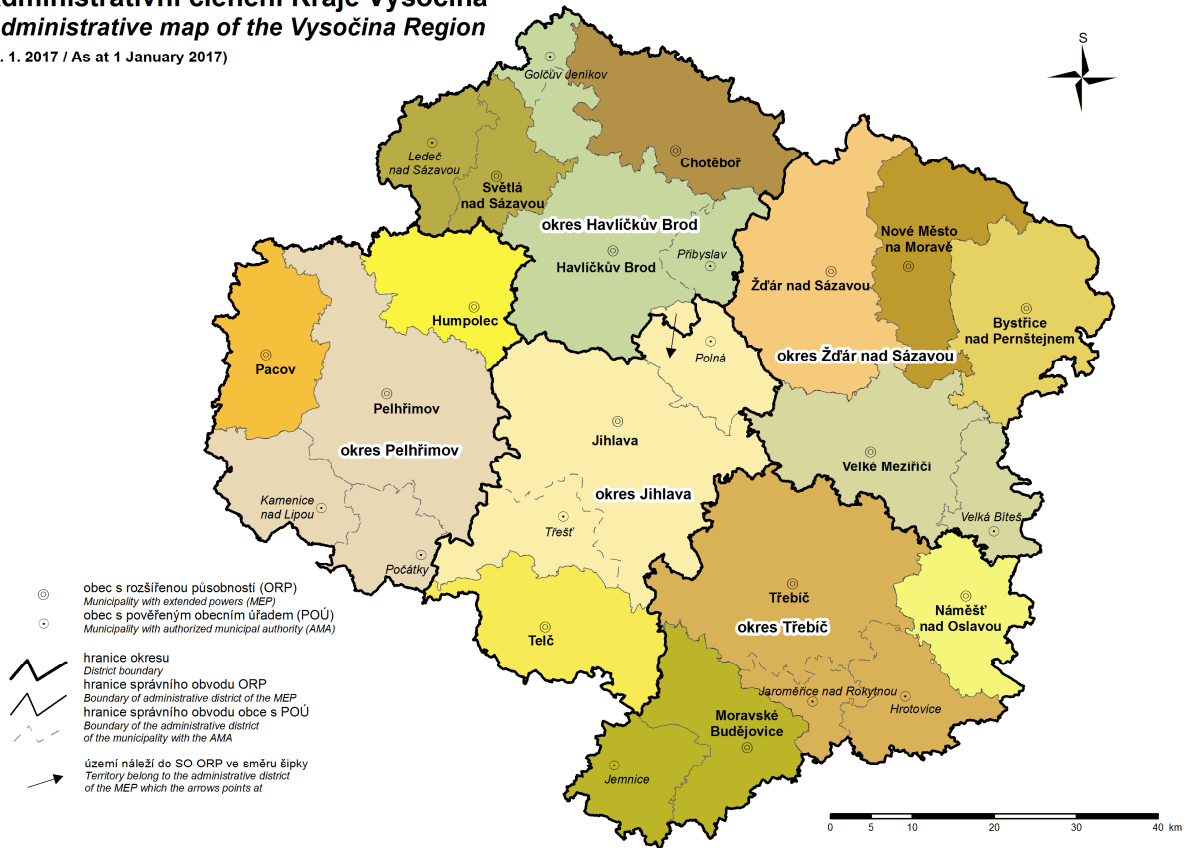 dministrativní členění Kraje Vysočina
dministrative map of the Vysočina Region
. 1. 2017 / As at 1 January 2017)
S
Golčův Jeníkov
Chotěboř
Ledeč
nad Sázavou
Světlá
nad Sázavou
okres Havlíčkův Brod
Havlíčkův Brod
Přibyslav
Nové Město
na Moravě
Žďár nad Sázavou
Humpolec
Bystřice
nad Pernštejnem
okres Žďár nad Sázavou
Polná
Pacov
Pelhřimov
okres Pelhřimov
Jihlava
Velké Meziříčí
okres Jihlava
Kamenice
nad Lipou
Třešť
Velká Bíteš
Počátky
Třebíč
okres Třebíč
Náměšť
nad Oslavou
Telč
Jaroměřice nad Rokytnou
Hrotovice
Moravské
Budějovice
Jemnice
obec s rozšířenou působností (ORP)
Municipality with extended powers (MEP)
obec s pověřeným obecním úřadem (POÚ)
Municipality with authorized municipal authority (AMA)
hranice okresu
District boundary
hranice správního obvodu ORP
Boundary of administrative district of the MEP
hranice správního obvodu obce s POÚ
Boundary of the administrative district
of the municipality with the AMA
území náleží do SO ORP ve směru šipky
Territory belong to the administrative district
of the MEP which the arrows points at
0 5 10 20 30 40 km